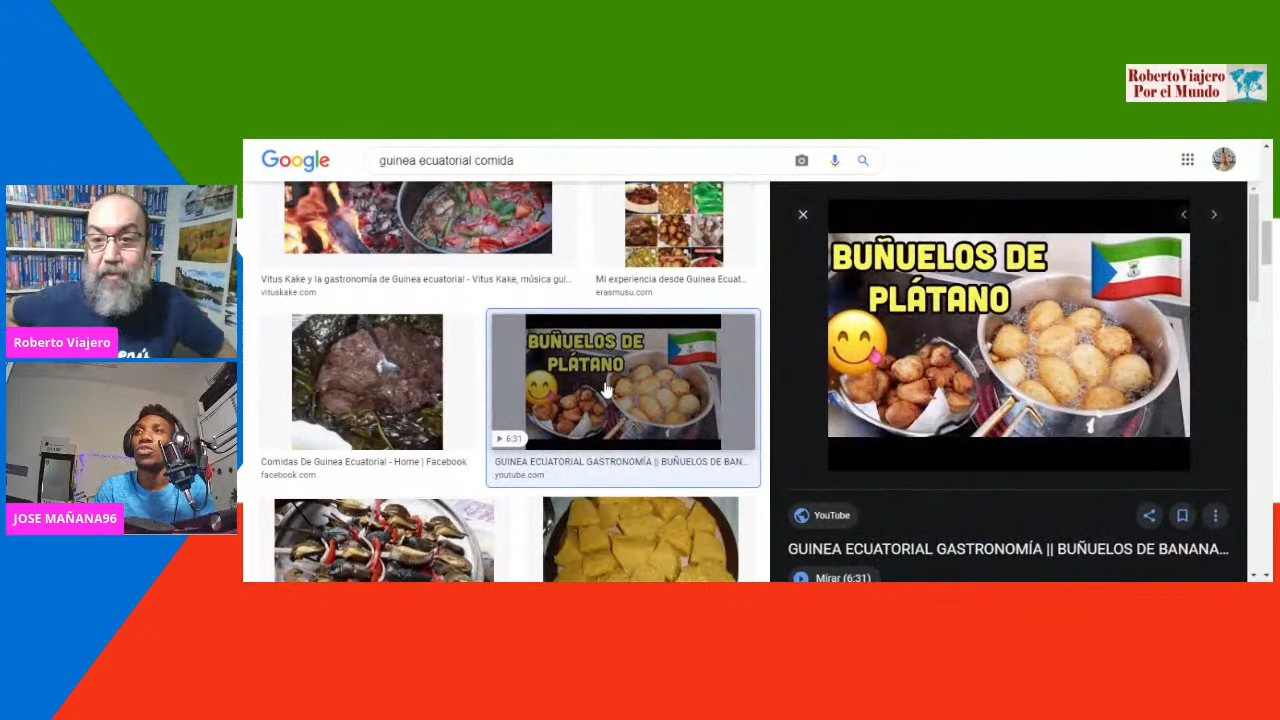 RobertoViajero
Por el Mundo
Google
guinea ecuatorial comida
Vitus Kake y la gastronomía de Guinea ecuatorial - Vitus Kake, música gui...
vituskake.com
Mi experiencia desde Guinea Ecuat...
erasmusu.com
BUÑUELOS DE
PLÁTANO
6:31
Comidas De Guinea Ecuatorial - Home | Facebook
facebook.com
GUINEA ECUATORIAL GASTRONOMÍA || BUÑUELOS DE BAN...
youtube.com
BUÑUELOS DE
PLÁTANO
YouTube
GUINEA ECUATORIAL GASTRONOMÍA || BUÑUELOS DE BANANA...
Mirar (6:31)
Roberto Viajero
JOSE MAÑANA96